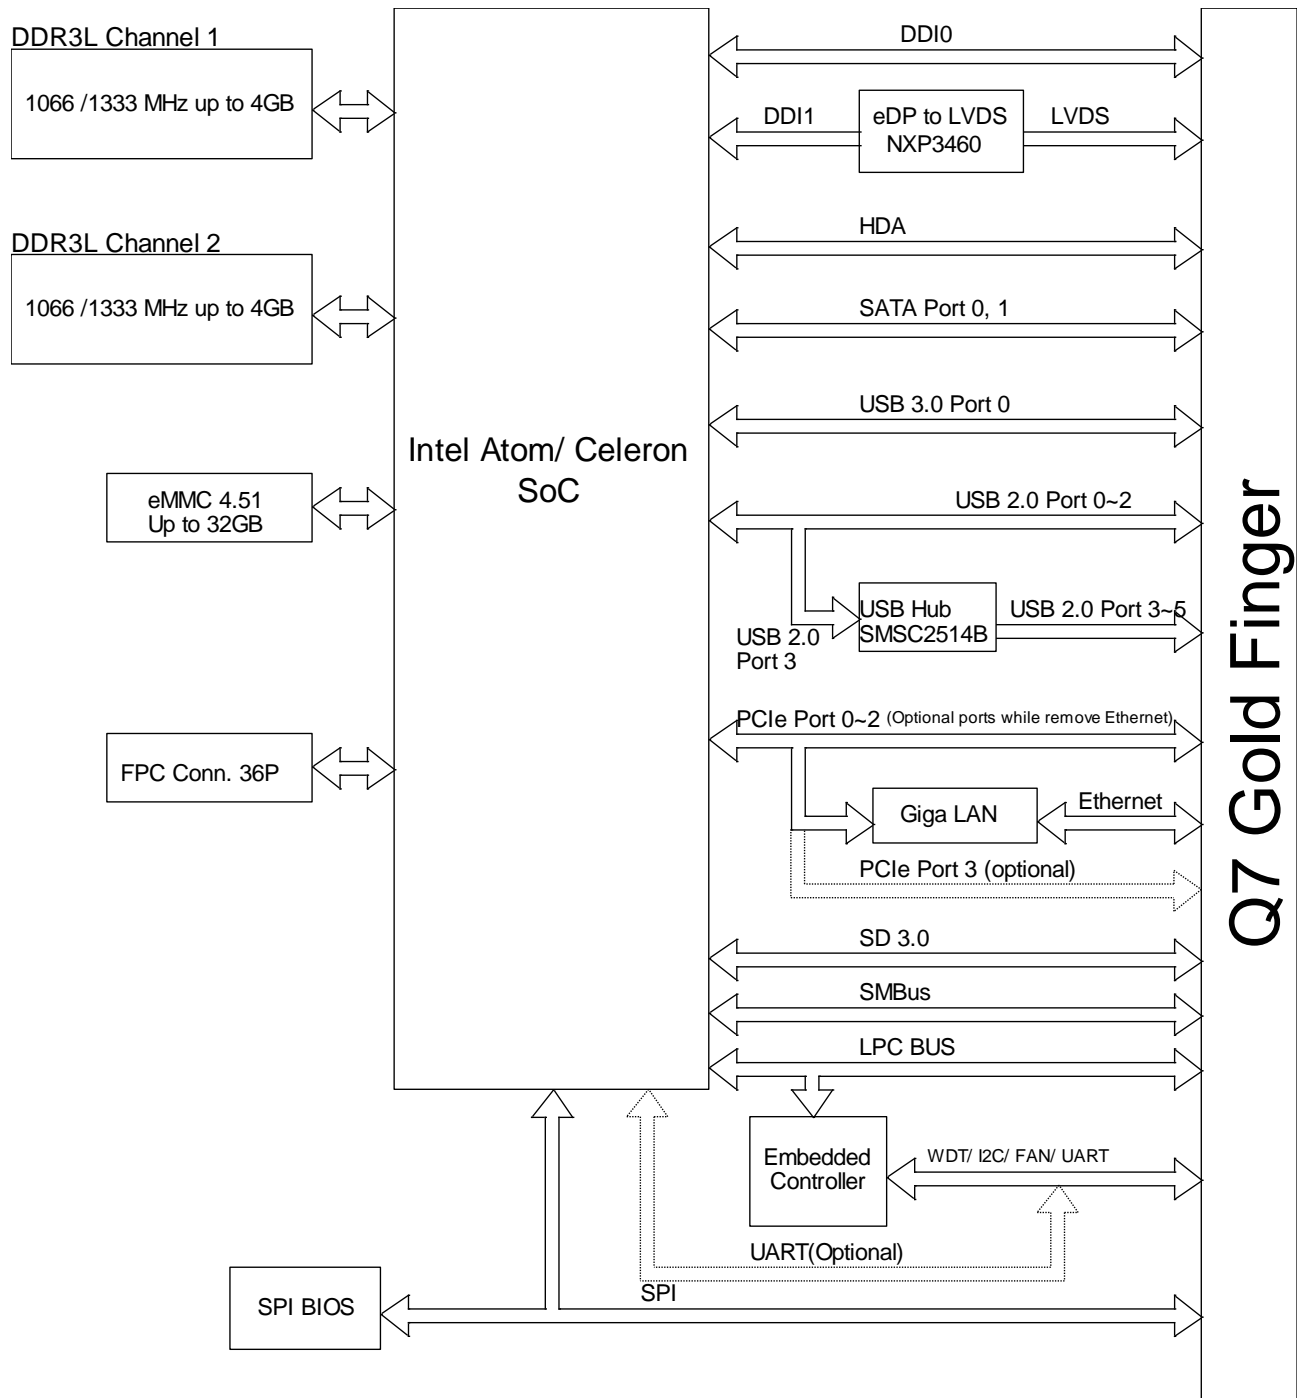 DDR3L Channel 1
1066 /1333 MHz up to 4GB
DDR3L Channel 2
1066 /1333 MHz up to 4GB
eMMC 4.51
Up to 32GB
FPC Conn. 36P
Intel Atom/ Celeron
SoC
DDI0
DDI1
eDP to LVDS
NXP3460
LVDS
HDA
SATA Port 0, 1
USB 3.0 Port 0
USB 2.0 Port 0~2
USB 2.0
Port 3
USB Hub
SMSC2514B
USB 2.0 Port 3~5
PCIe Port 0~2 (Optional ports while remove Ethernet)
Giga LAN
Ethernet
PCIe Port 3 (optional)
SD 3.0
SMBus
LPC BUS
Embedded
Controller
WDT/ I2C/ FAN/ UART
UART(Optional)
SPI
SPI BIOS
Q7 Gold Finger